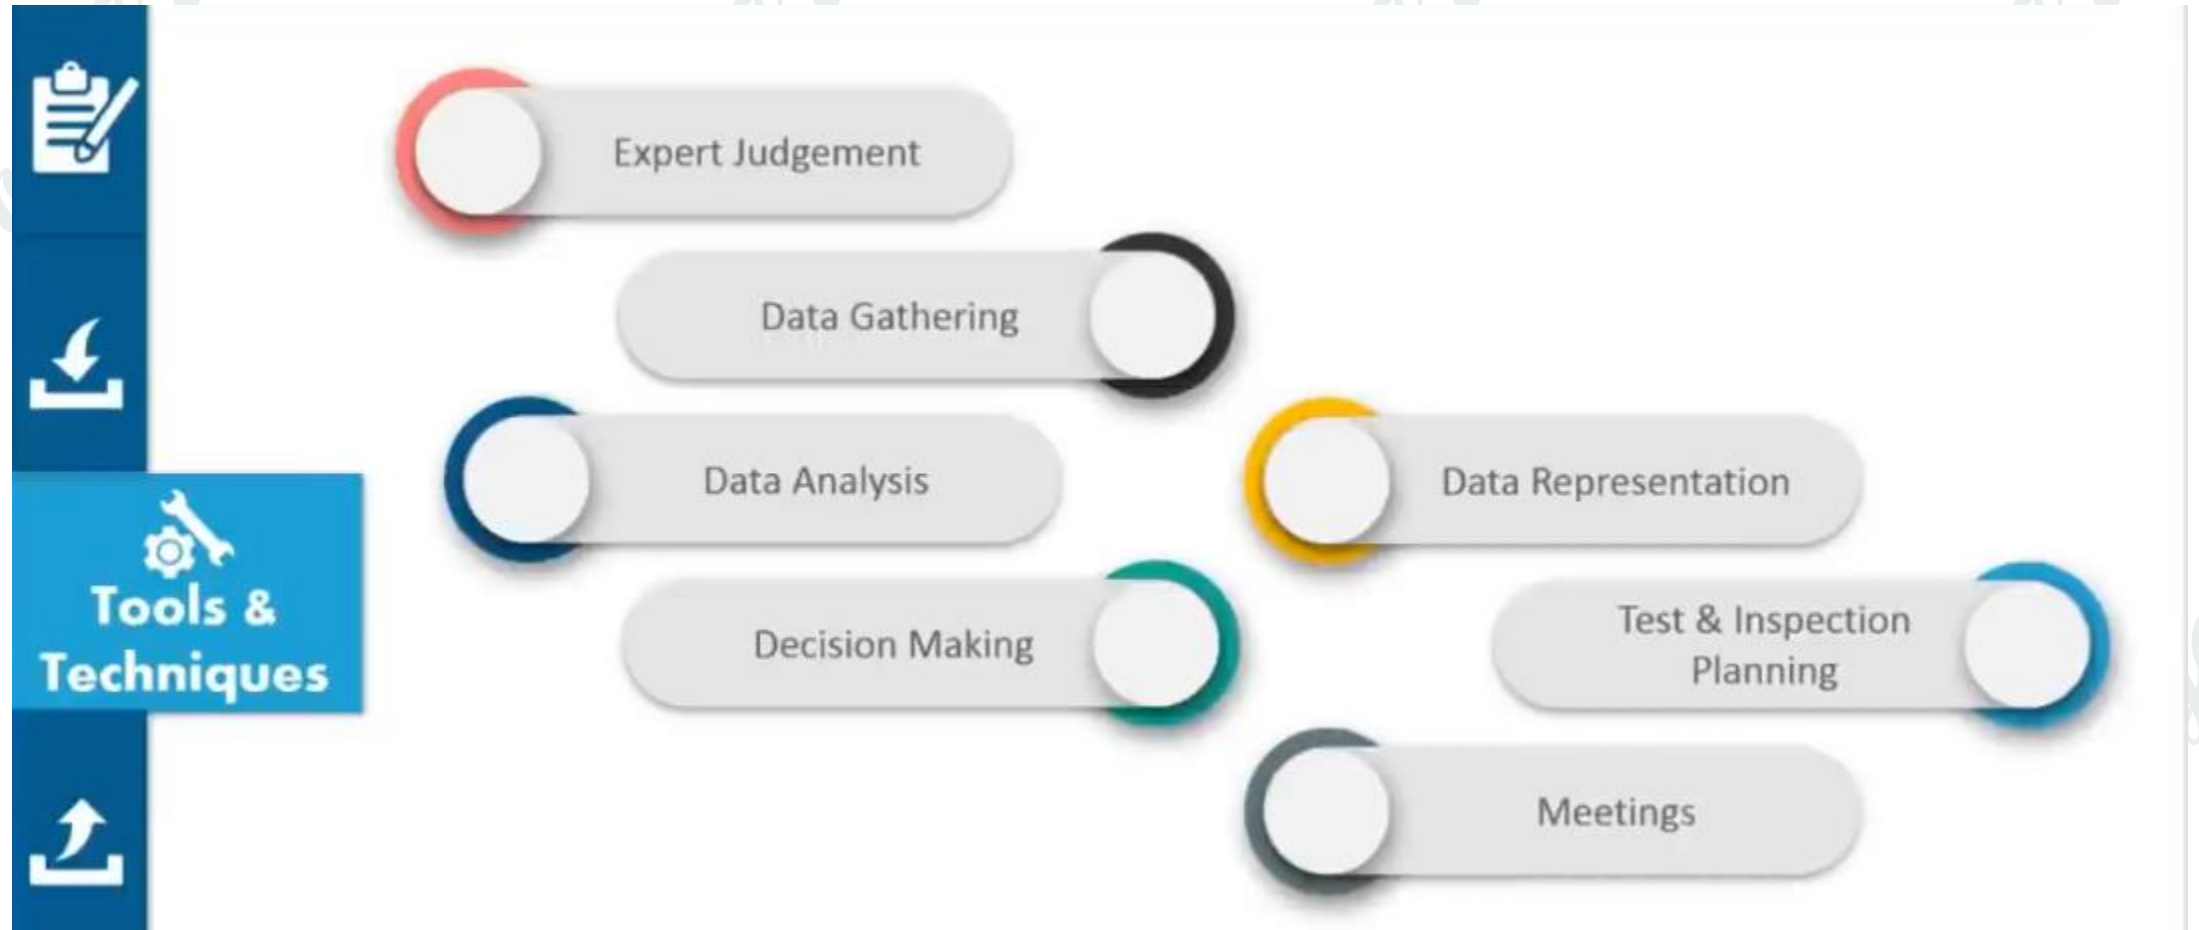 Expert Judgement
Data Gathering
Data Analysis
Data Representation
Tools &
Techniques
Decision Making
Test & Inspection
Planning
Meetings